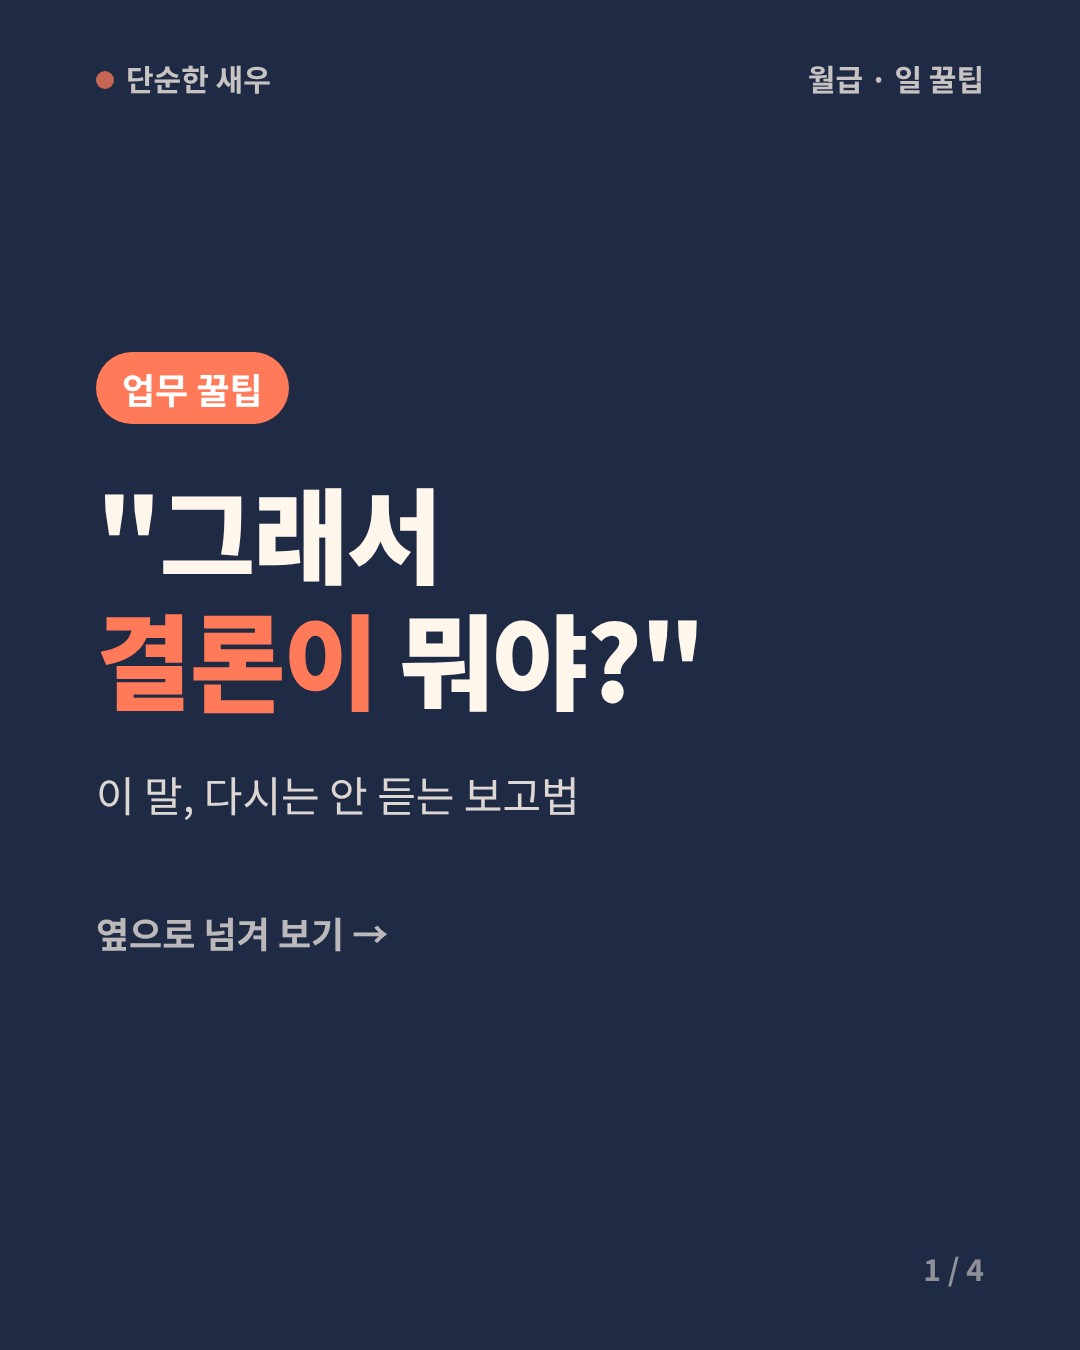 단순한 새우
월급 · 일 꿀팁
업무 꿀팁
"그래서
결론이 뭐야?"
이 말, 다시는 안 듣는 보고법
옆으로 넘겨 보기 →
1 / 4